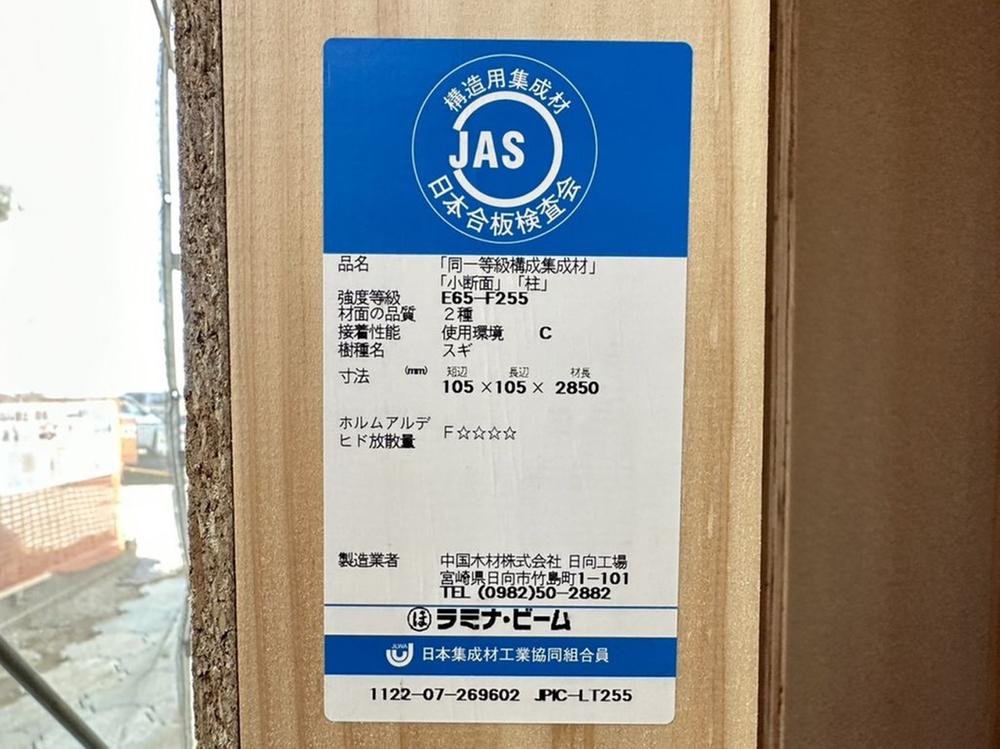 構造用集成材
JAS
日本合板検査会
品名 「同一等級構成集成材」
「小断面」「柱」
強度等級 E65-F255
材面の品質 2種
接着性能 使用環境 C
樹種名 スギ
寸法 (mm) 短辺 長辺 材長
105 ×105× 2850
ホルムアルデ
ヒド放散量 F☆☆☆☆
製造業者 中国木材株式会社 日向工場
宮崎県日向市竹島町1-101
TEL (0982)50-2882
ほ ラミナ・ビーム
JLWA 日本集成材工業協同組合員
1122-07-269602 JPIC-LT255